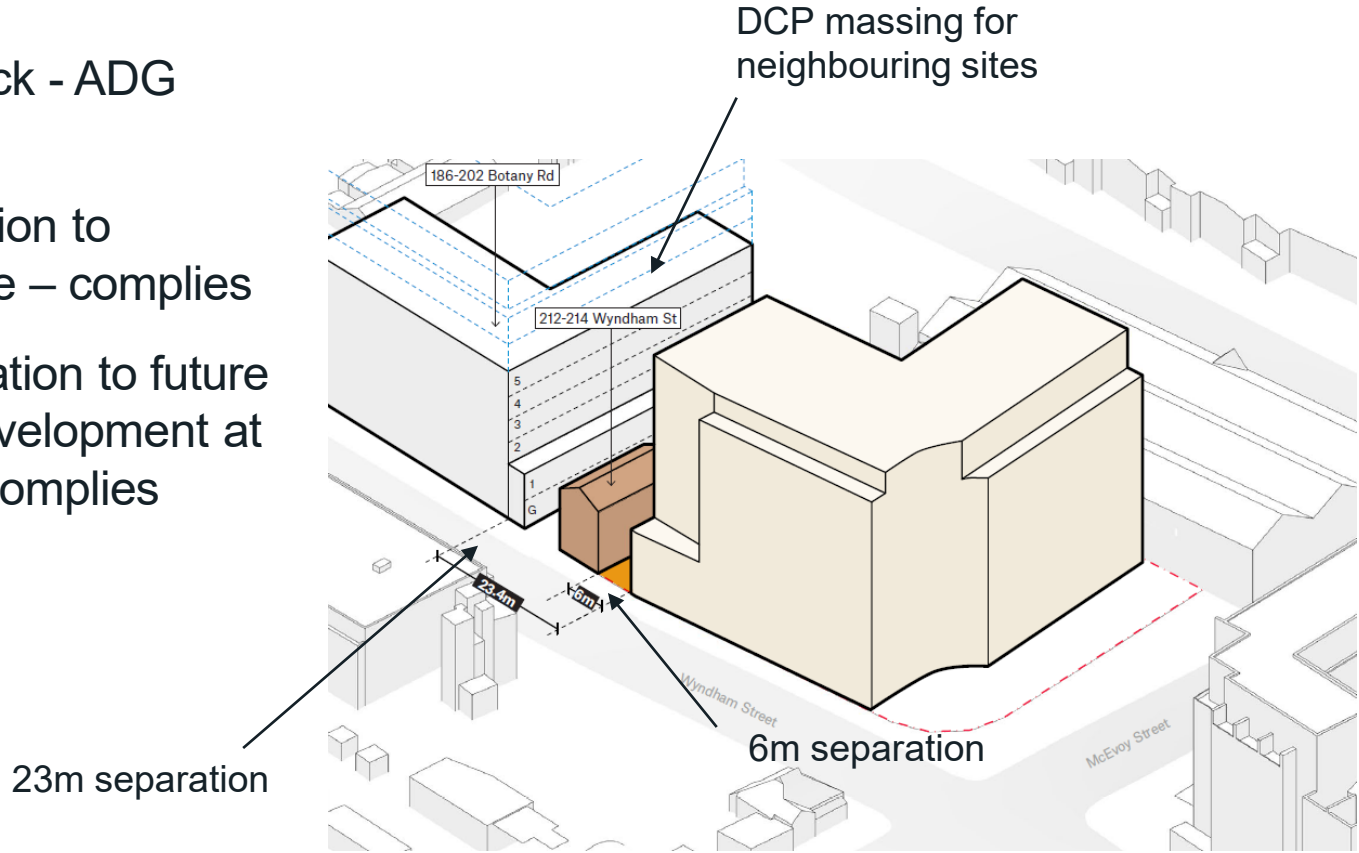 ck - ADG
DCP massing for
neighbouring sites
186-202 Botany Rd
ion to
e – complies
212-214 Wyndham St
ation to future
velopment at
omplies
5
4
3
2
1
G
23.4m
6m
Wyndham Street
6m separation
McEvoy Street
23m separation